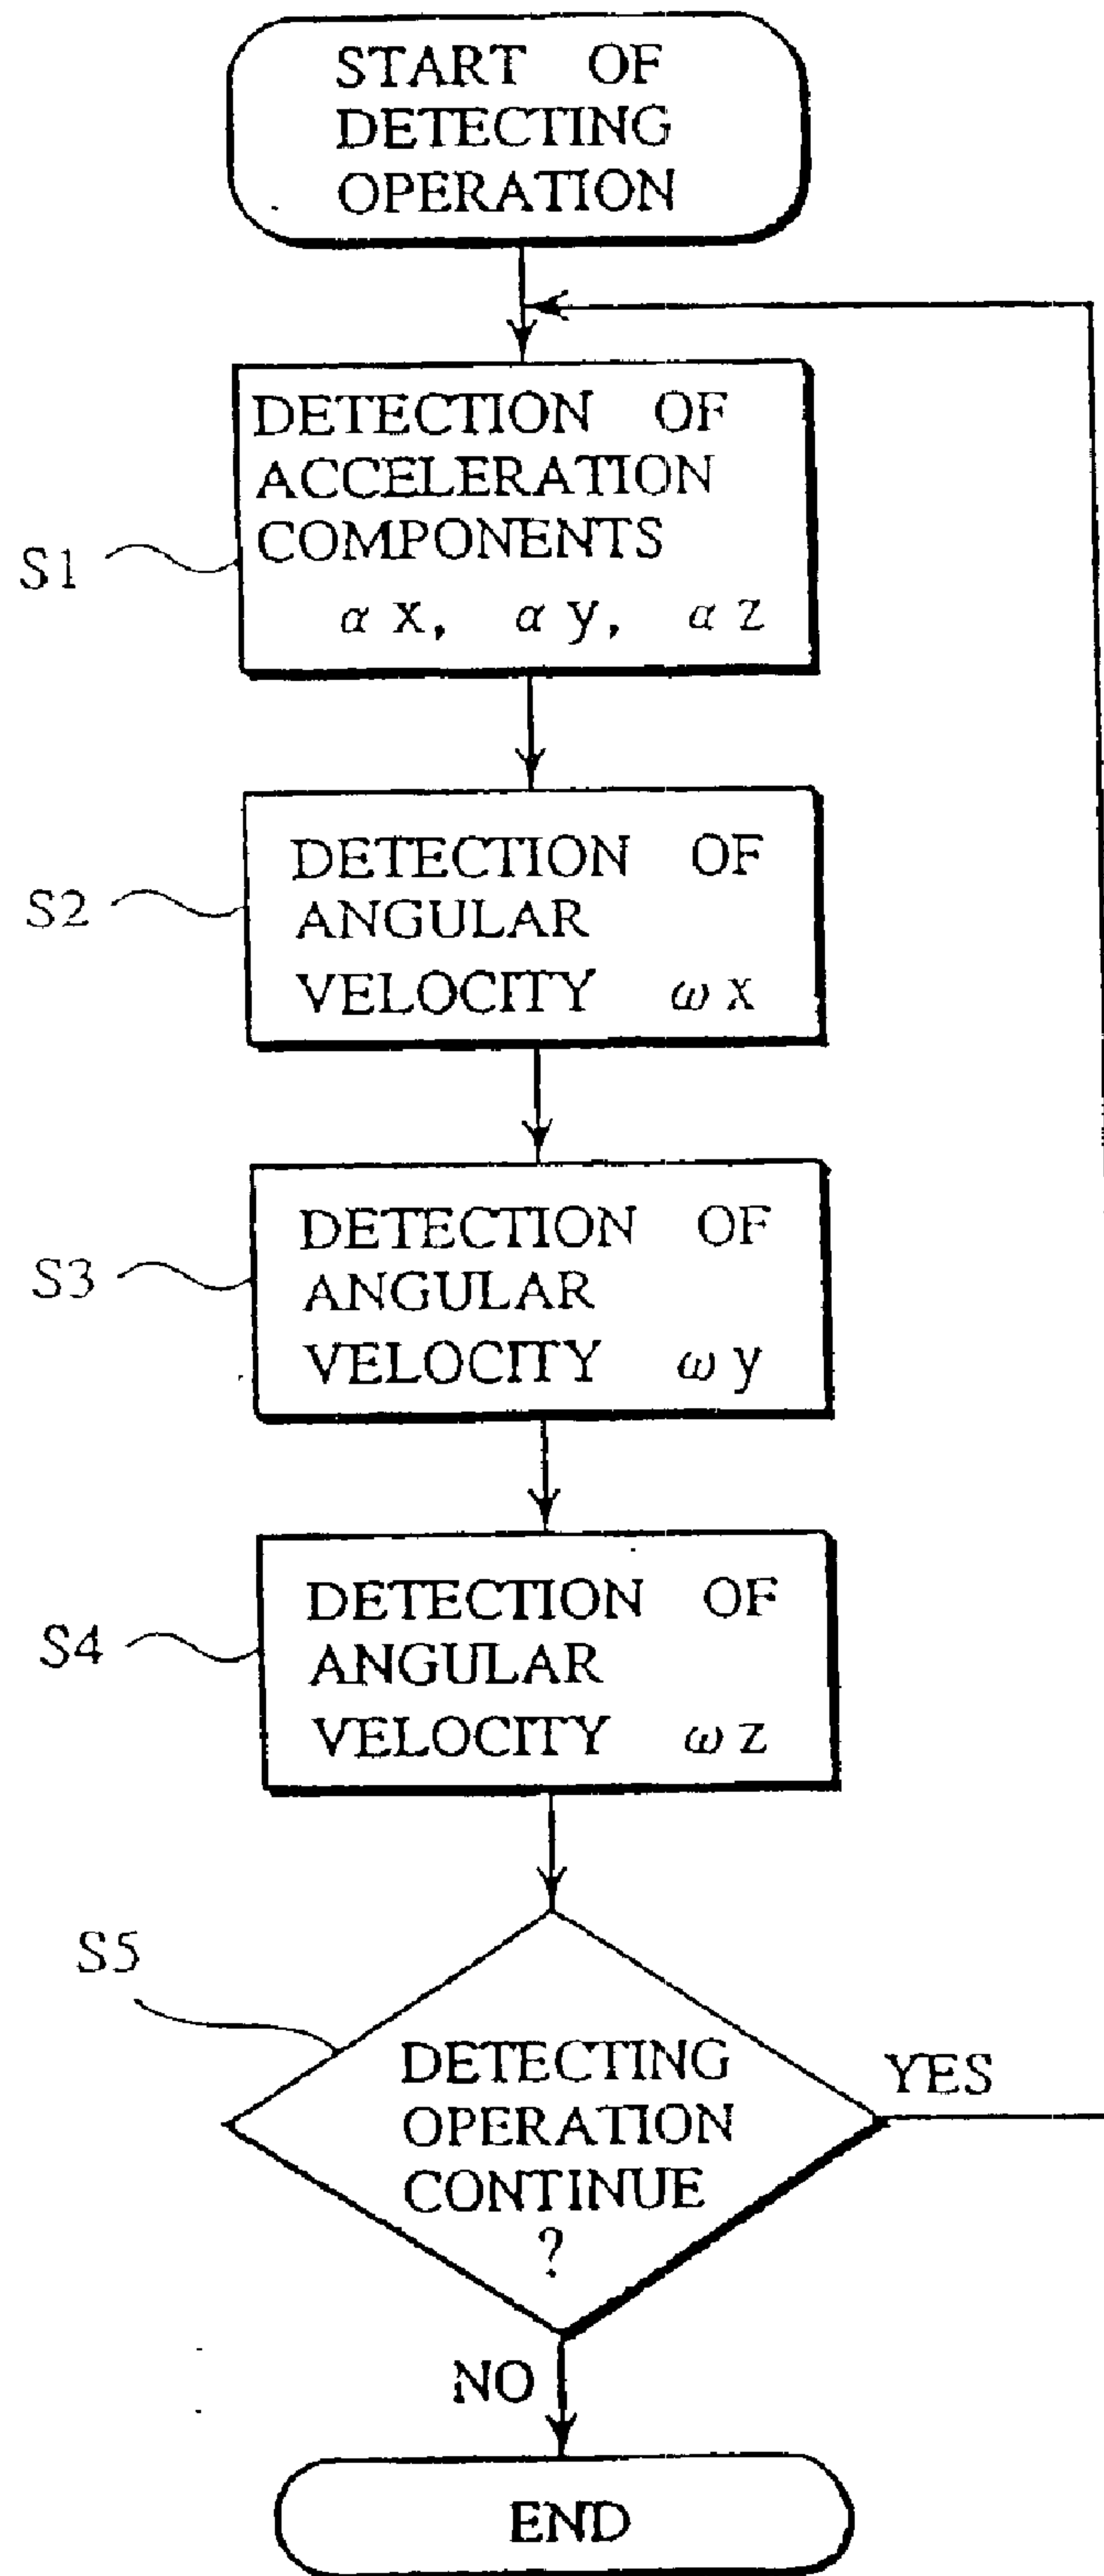 START OF
DETECTING
OPERATION
DETECTION OF
ACCELERATION
COMPONENTS
αx, αy, αz
S1
DETECTION OF
ANGULAR
VELOCITY ωx
S2
DETECTION OF
ANGULAR
VELOCITY ωy
S3
DETECTION OF
ANGULAR
VELOCITY ωz
S4
S5
DETECTING
OPERATION
CONTINUE
?
YES
NO
END